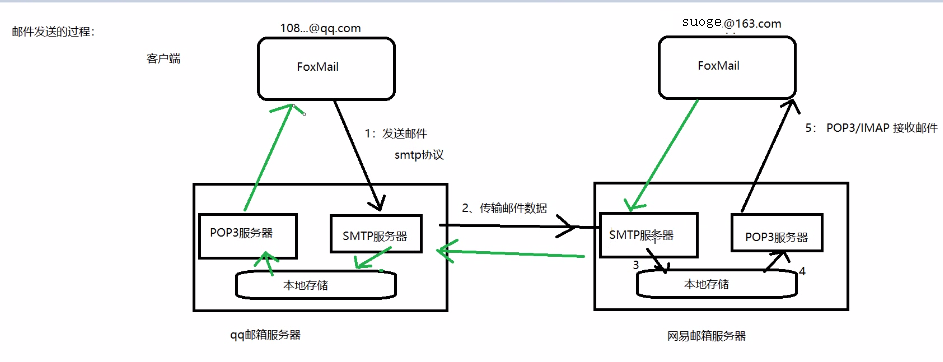 邮件发送的过程：
108...@qq.com
suoge@163.com
客户端
FoxMail
FoxMail
1：发送邮件
smtp协议
5： POP3/IMAP 接收邮件
2、传输邮件数据
POP3服务器
SMTP服务器
SMTP服务器
POP3服务器
3
4
本地存储
本地存储
qq邮箱服务器
网易邮箱服务器